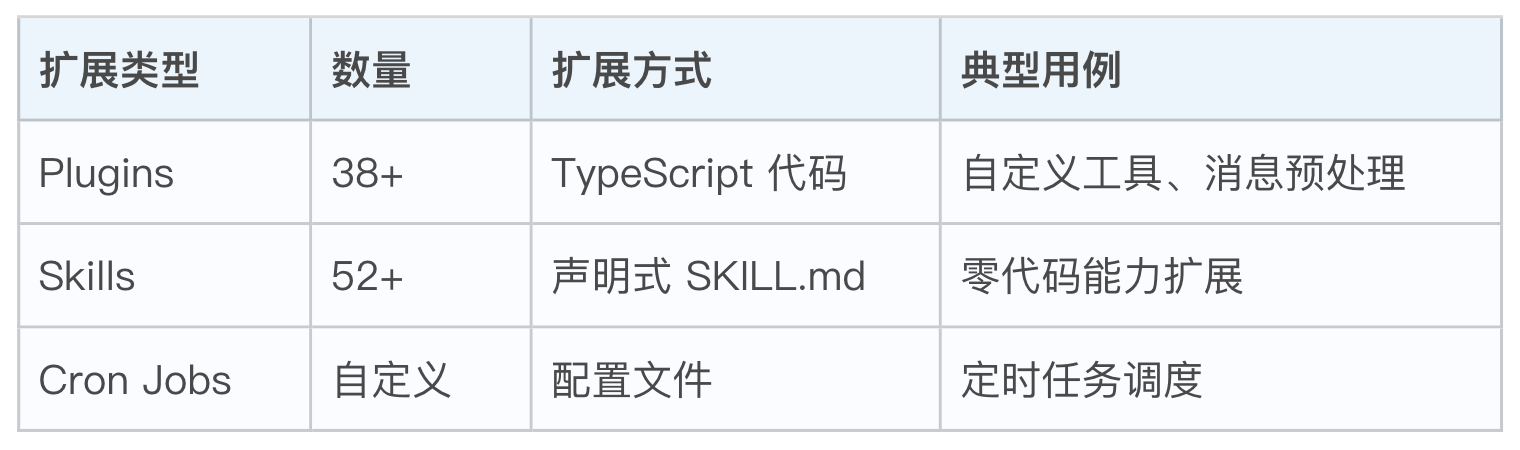 扩展类型 数量 扩展方式 典型用例
Plugins 38+ TypeScript 代码 自定义工具、消息预处理
Skills 52+ 声明式 SKILL.md 零代码能力扩展
Cron Jobs 自定义 配置文件 定时任务调度